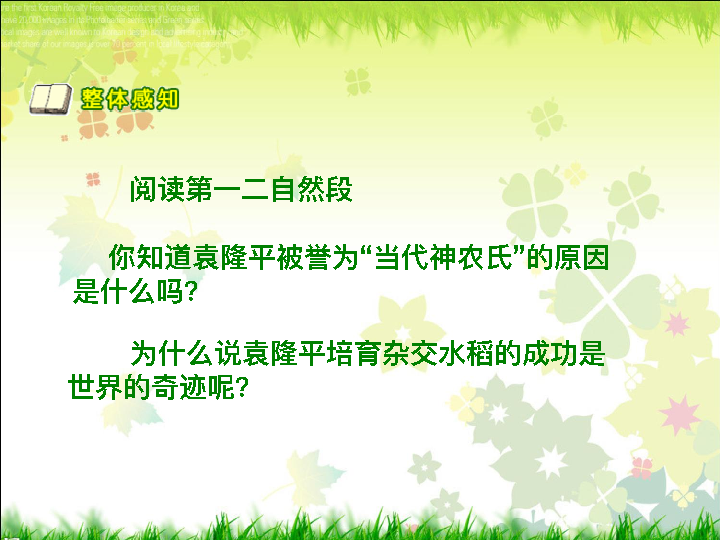 整体感知
阅读第一二自然段
你知道袁隆平被誉为“当代神农氏”的原因
是什么吗?
为什么说袁隆平培育杂交水稻的成功是
世界的奇迹呢?